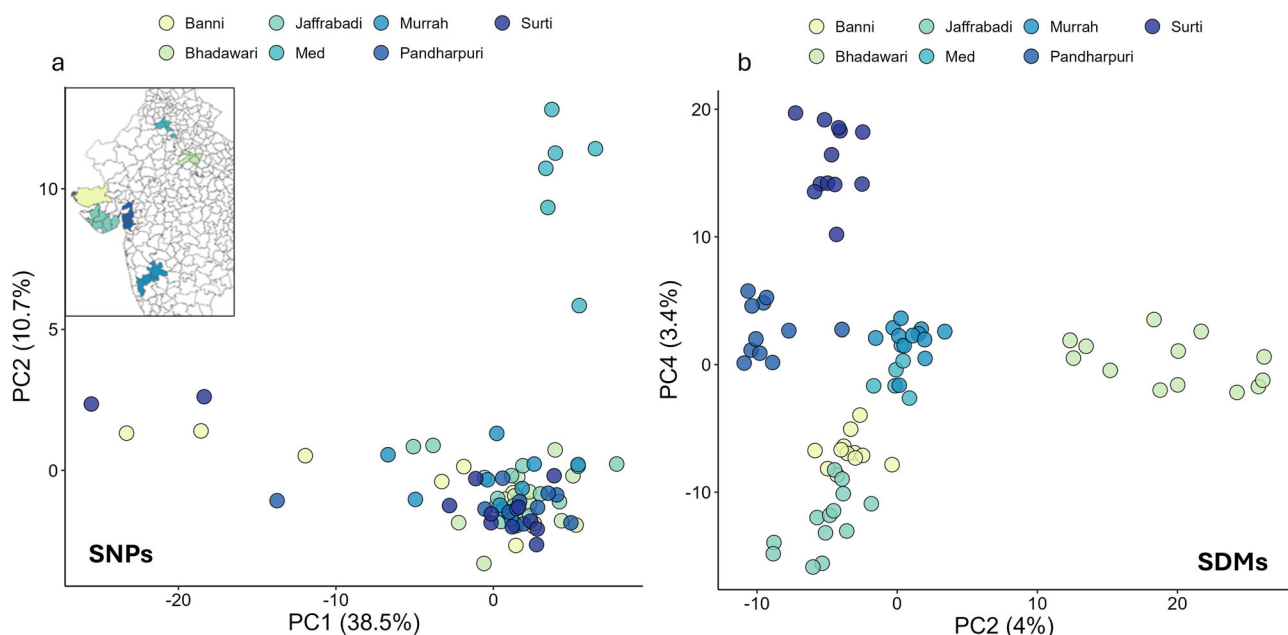 Banni Jaffrabadi Murrah Surti
Bhadawari Med Pandharpuri
a
PC2 (10.7%)
10
5
0
SNPs
-20 -10 0
PC1 (38.5%)
Banni Jaffrabadi Murrah Surti
Bhadawari Med Pandharpuri
b
PC4 (3.4%)
20
10
0
-10
SDMs
-10 0 10 20
PC2 (4%)